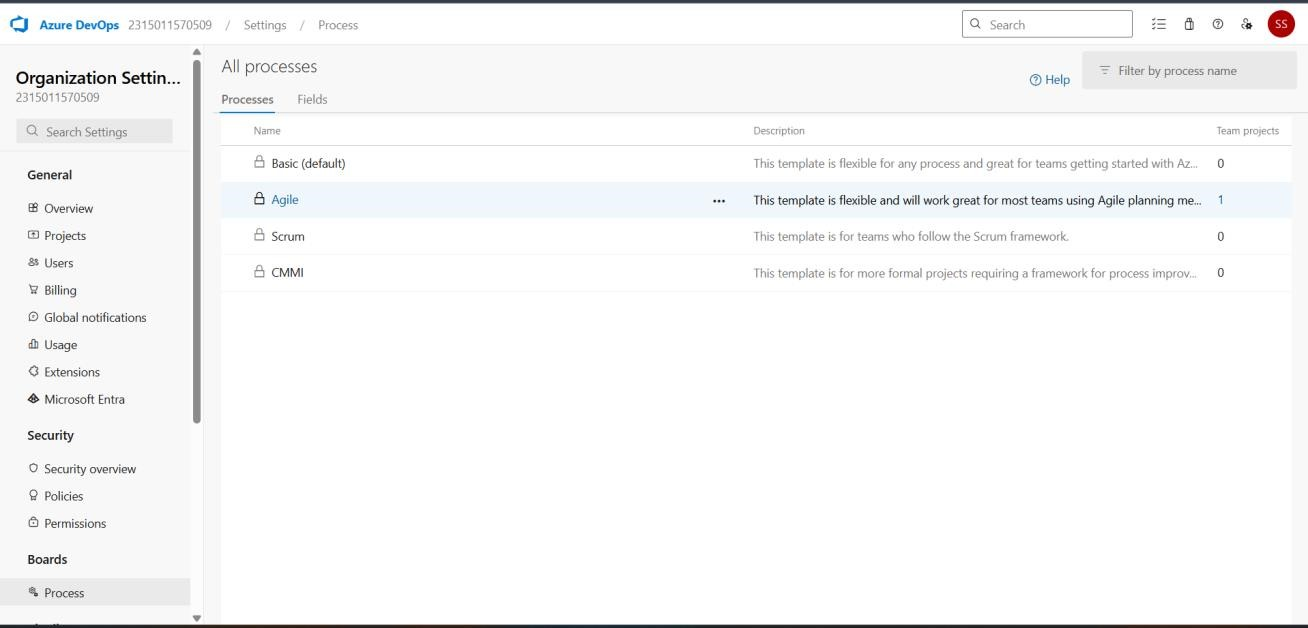 Azure DevOps 2315011570509 / Settings / Process
Search
SS
Organization Settin...
2315011570509
Search Settings
General
Overview
Projects
Users
Billing
Global notifications
Usage
Extensions
Microsoft Entra
Security
Security overview
Policies
Permissions
Boards
Process
All processes
Help
Filter by process name
Processes Fields
Name Description Team projects
Basic (default) This template is flexible for any process and great for teams getting started with Az... 0
Agile ... This template is flexible and will work great for most teams using Agile planning me... 1
Scrum This template is for teams who follow the Scrum framework. 0
CMMI This template is for more formal projects requiring a framework for process improv... 0